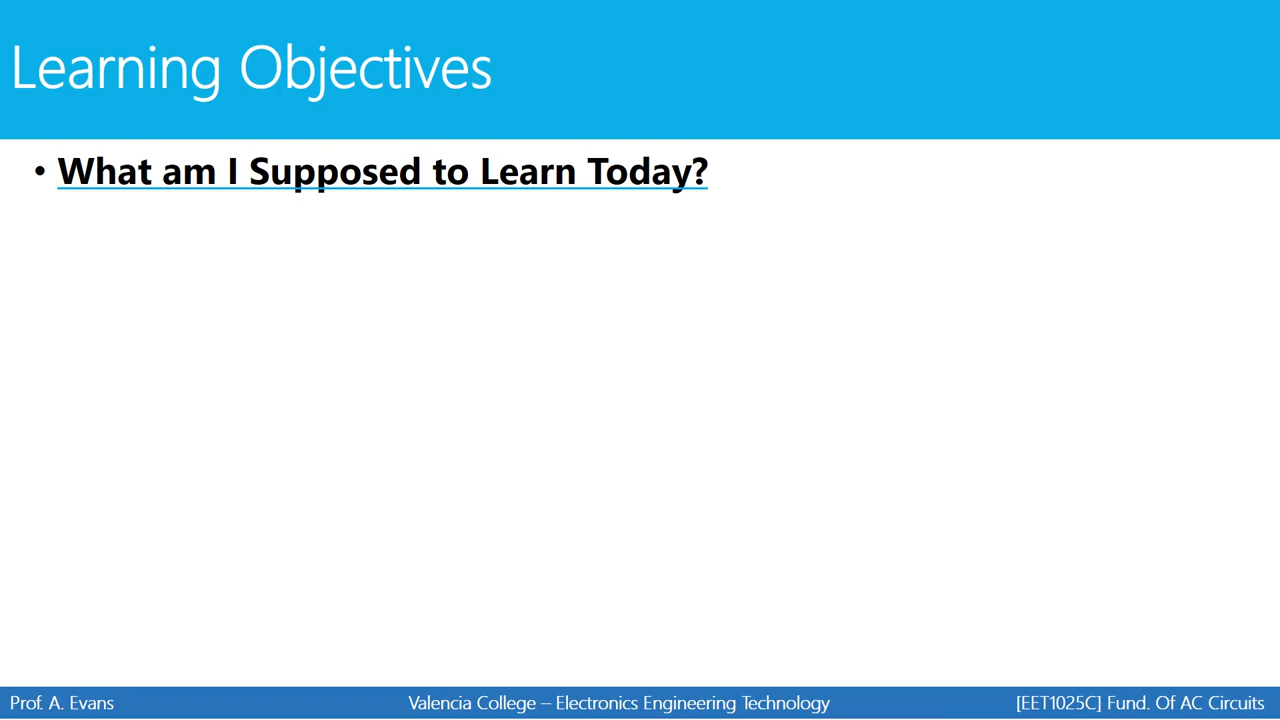 Learning Objectives
• What am I Supposed to Learn Today?
Prof. A. Evans
Valencia College – Electronics Engineering Technology
[EET1025C] Fund. Of AC Circuits